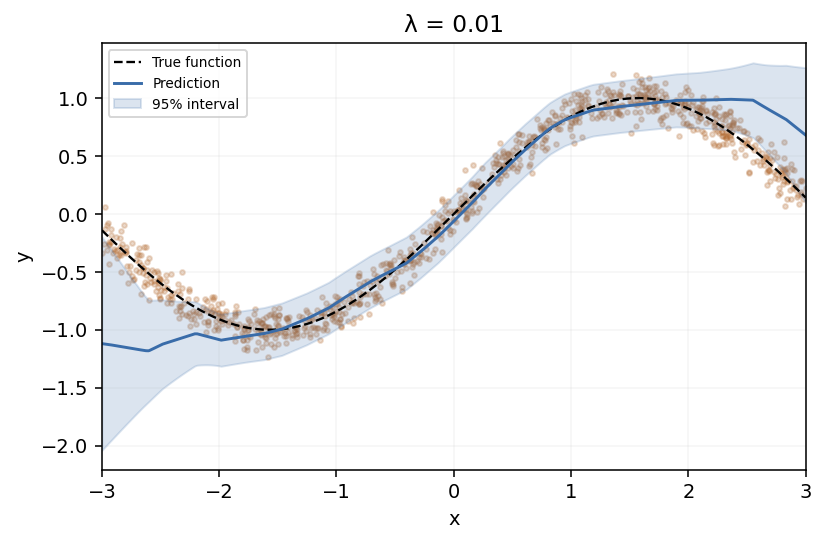 λ = 0.01
True function
Prediction
95% interval
y
1.0
0.5
0.0
−0.5
−1.0
−1.5
−2.0
−3 −2 −1 0 1 2 3
x